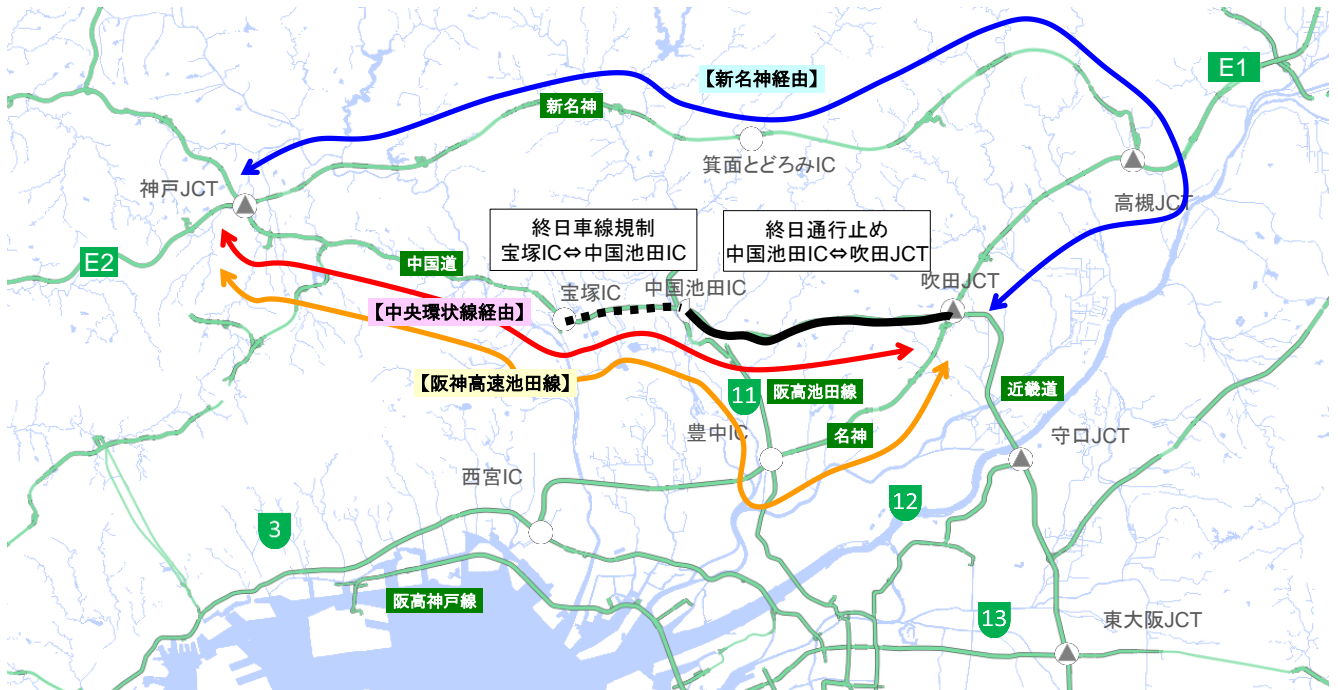 【新名神経由】
E1
新名神
箕面とどろみIC
神戸JCT
高槻JCT
終日車線規制
宝塚IC⇔中国池田IC
終日通行止め
中国池田IC⇔吹田JCT
E2
中国道
吹田JCT
宝塚IC
中国池田IC
【中央環状線経由】
【阪神高速池田線】
11
阪高池田線
近畿道
豊中IC
名神
守口JCT
西宮IC
12
3
阪高神戸線
13
東大阪JCT